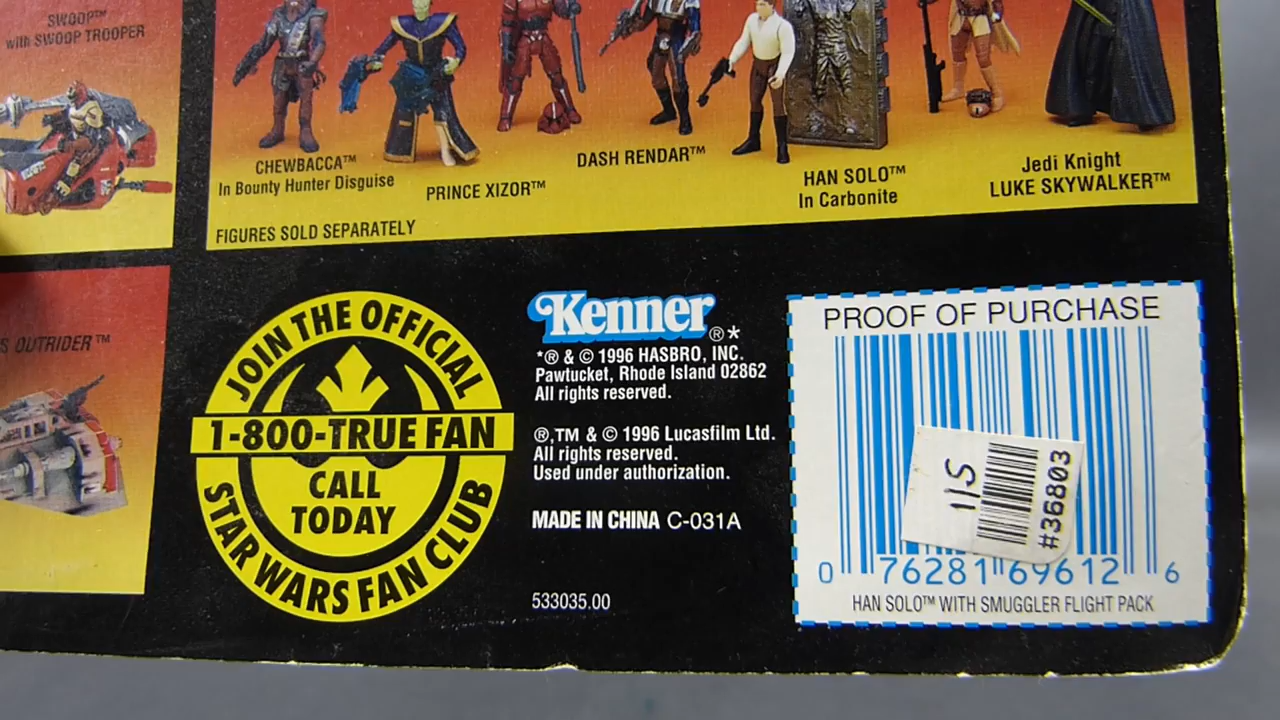 SWOOP™
with SWOOP TROOPER
CHEWBACCA™
In Bounty Hunter Disguise
PRINCE XIZOR™
DASH RENDAR™
HAN SOLO™
In Carbonite
Jedi Knight
LUKE SKYWALKER™
FIGURES SOLD SEPARATELY
OUTRIDER™
JOIN THE OFFICIAL
1-800-TRUE FAN
CALL
TODAY
STAR WARS FAN CLUB
Kenner®*
*® & © 1996 HASBRO, INC.
Pawtucket, Rhode Island 02862
All rights reserved.
®,TM & © 1996 Lucasfilm Ltd.
All rights reserved.
Used under authorization.
MADE IN CHINA C-031A
533035.00
PROOF OF PURCHASE
115
#36803
0 76281 69612 6
HAN SOLO™ WITH SMUGGLER FLIGHT PACK